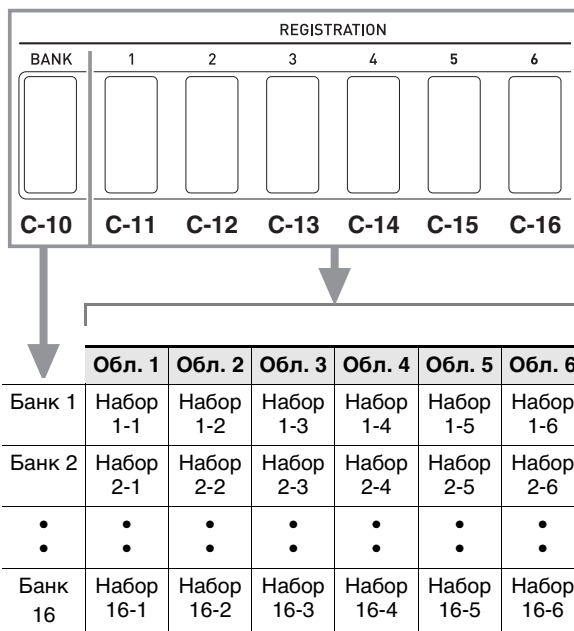 REGISTRATION
BANK 1 2 3 4 5 6
C-10 C-11 C-12 C-13 C-14 C-15 C-16
Обл. 1 Обл. 2 Обл. 3 Обл. 4 Обл. 5 Обл. 6
Банк 1 Набор 1-1 Набор 1-2 Набор 1-3 Набор 1-4 Набор 1-5 Набор 1-6
Банк 2 Набор 2-1 Набор 2-2 Набор 2-3 Набор 2-4 Набор 2-5 Набор 2-6
Банк 16 Набор 16-1 Набор 16-2 Набор 16-3 Набор 16-4 Набор 16-5 Набор 16-6